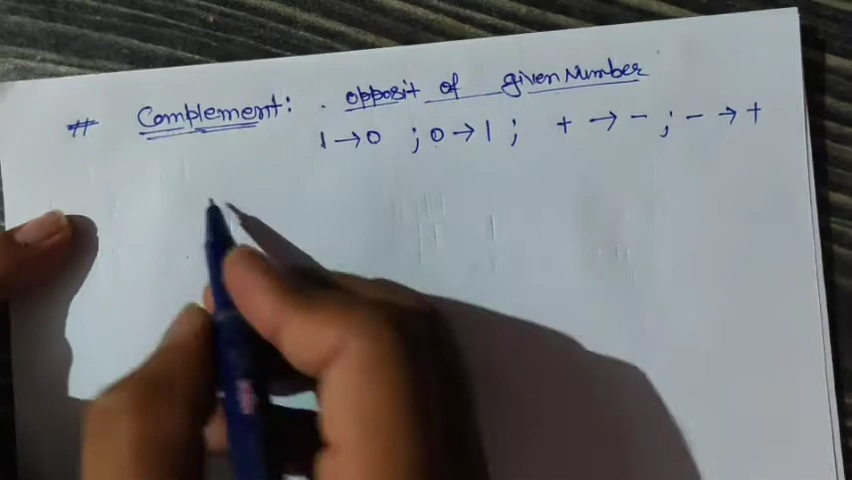 # Complement: . opposit of given Number
1 → 0 ; 0 → 1 ; + → - ; - → +